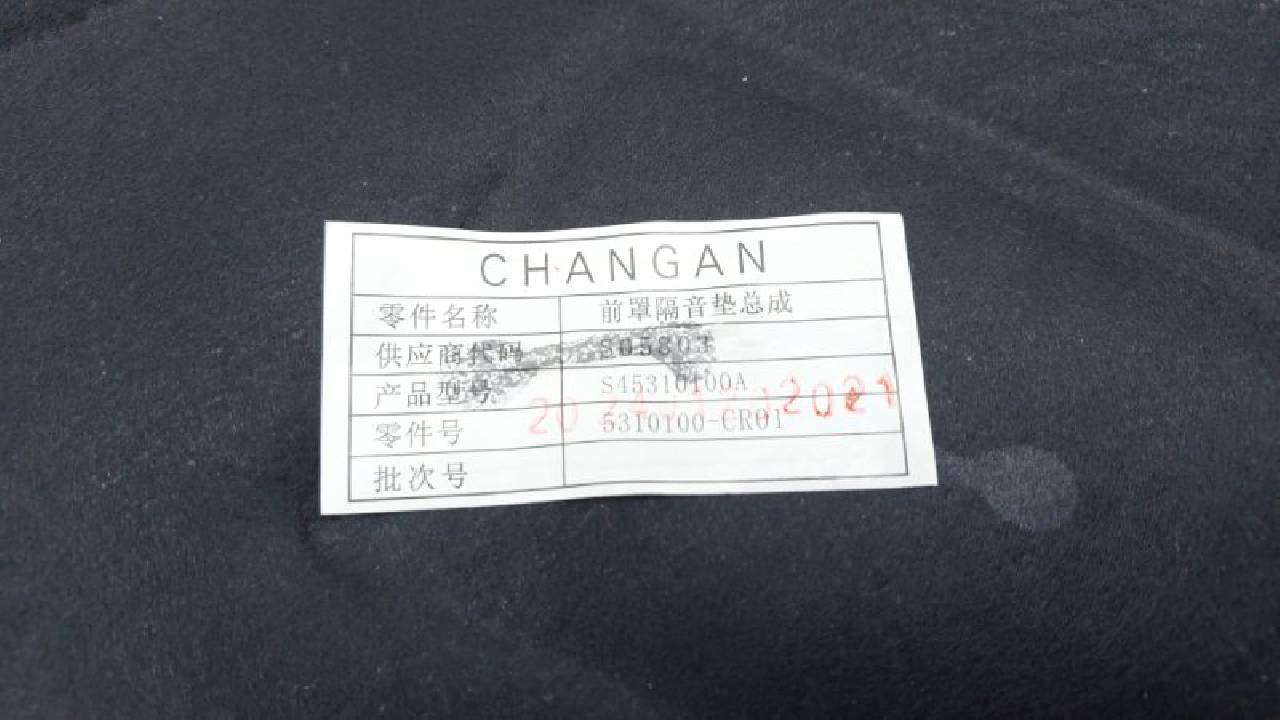 CHANGAN
零件名称 前罩隔音垫总成
供应商代码 S05803
产品型号 S45310100A
零件号 5310100-CR01
2021
批次号